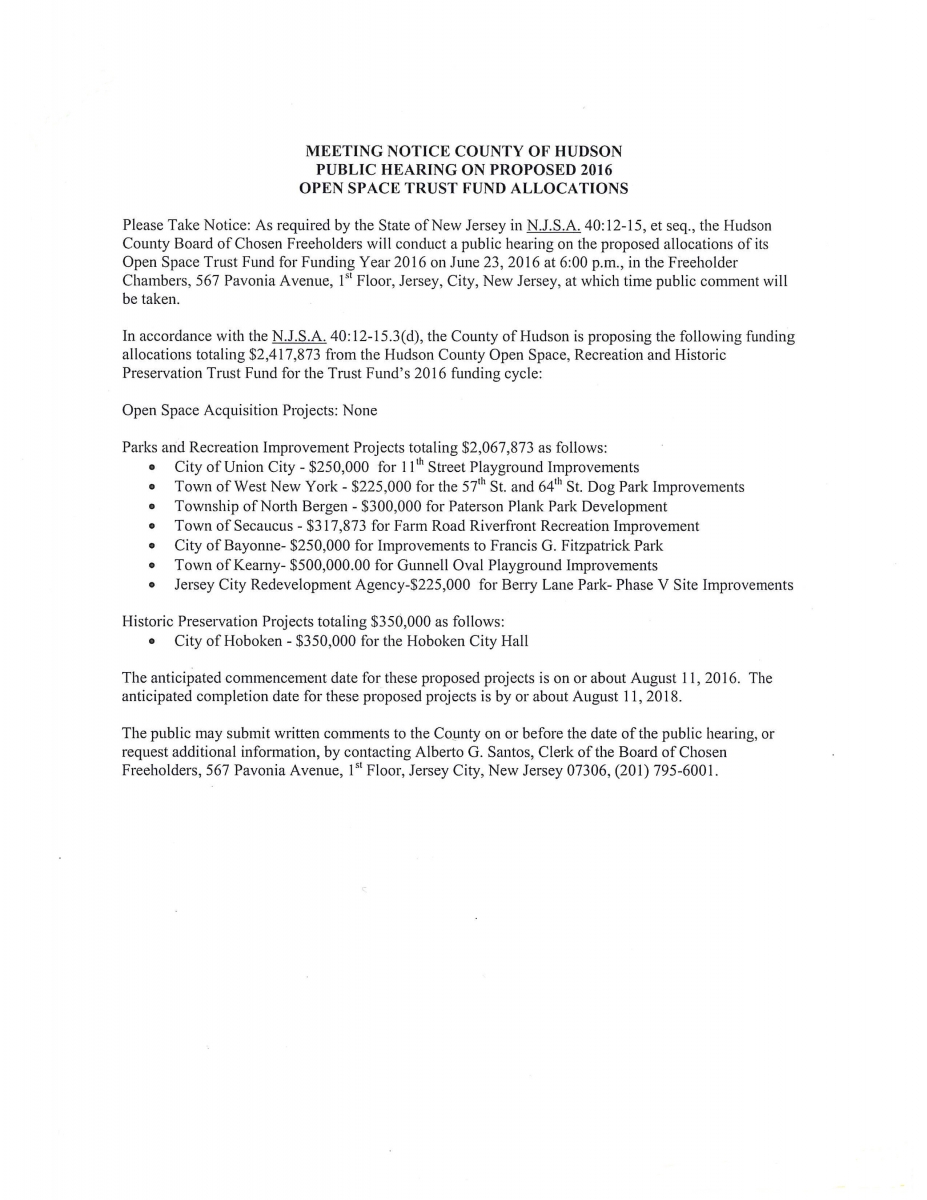 MEETING NOTICE COUNTY OF HUDSON
PUBLIC HEARING ON PROPOSED 2016
OPEN SPACE TRUST FUND ALLOCATIONS
Please Take Notice: As required by the State of New Jersey in N.J.S.A. 40:12-15, et seq., the Hudson
County Board of Chosen Freeholders will conduct a public hearing on the proposed allocations of its
Open Space Trust Fund for Funding Year 2016 on June 23, 2016 at 6:00 p.m., in the Freeholder
Chambers, 567 Pavonia Avenue, 1st Floor, Jersey, City, New Jersey, at which time public comment will
be taken.
In accordance with the N.J.S.A. 40:12-15.3(d), the County of Hudson is proposing the following funding
allocations totaling $2,417,873 from the Hudson County Open Space, Recreation and Historic
Preservation Trust Fund for the Trust Fund's 2016 funding cycle:
Open Space Acquisition Projects: None
Parks and Recreation Improvement Projects totaling $2,067,873 as follows:
• City of Union City - $250,000 for 11th Street Playground Improvements
• Town of West New York - $225,000 for the 57th St. and 64th St. Dog Park Improvements
• Township of North Bergen - $300,000 for Paterson Plank Park Development
• Town of Secaucus - $317,873 for Farm Road Riverfront Recreation Improvement
• City of Bayonne- $250,000 for Improvements to Francis G. Fitzpatrick Park
• Town of Kearny- $500,000.00 for Gunnell Oval Playground Improvements
• Jersey City Redevelopment Agency-$225,000 for Berry Lane Park- Phase V Site Improvements
Historic Preservation Projects totaling $350,000 as follows:
• City of Hoboken - $350,000 for the Hoboken City Hall
The anticipated commencement date for these proposed projects is on or about August 11, 2016. The
anticipated completion date for these proposed projects is by or about August 11, 2018.
The public may submit written comments to the County on or before the date of the public hearing, or
request additional information, by contacting Alberto G. Santos, Clerk of the Board of Chosen
Freeholders, 567 Pavonia Avenue, 1st Floor, Jersey City, New Jersey 07306, (201) 795-6001.